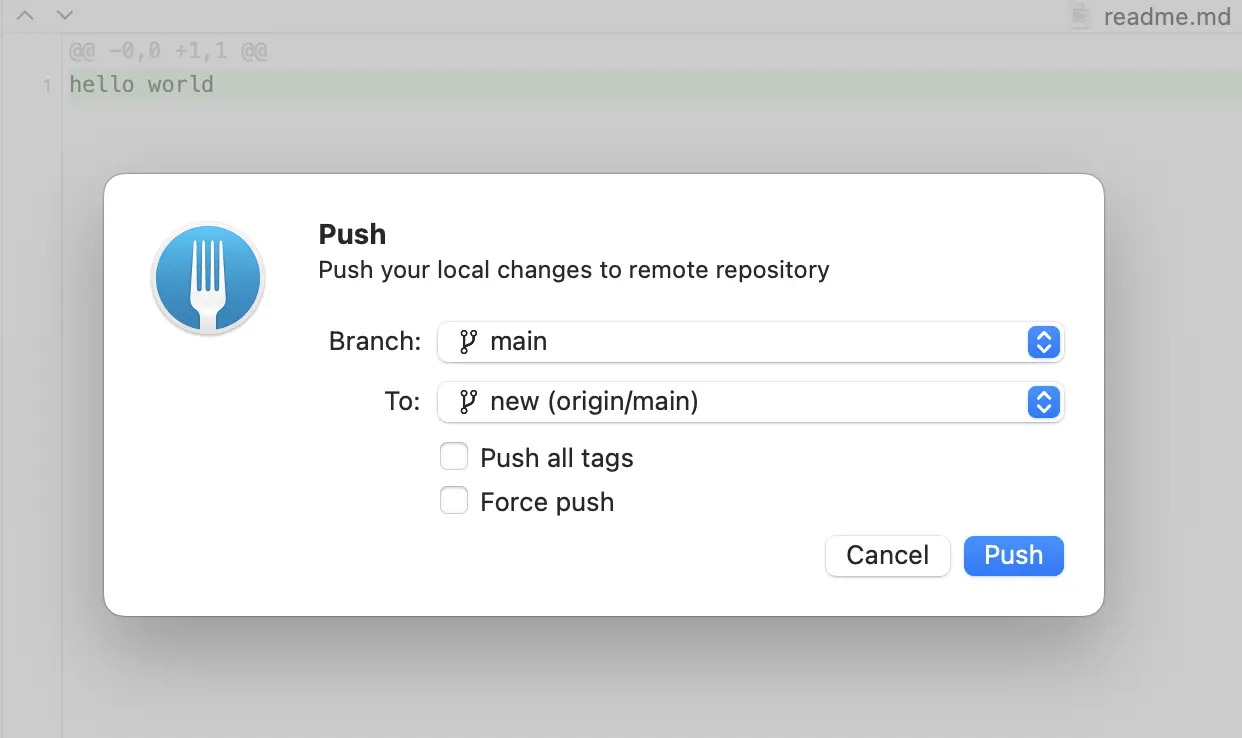 readme.md
@@ -0,0 +1,1 @@
1 hello world
Push
Push your local changes to remote repository
Branch: main
To: new (origin/main)
Push all tags
Force push
Cancel Push